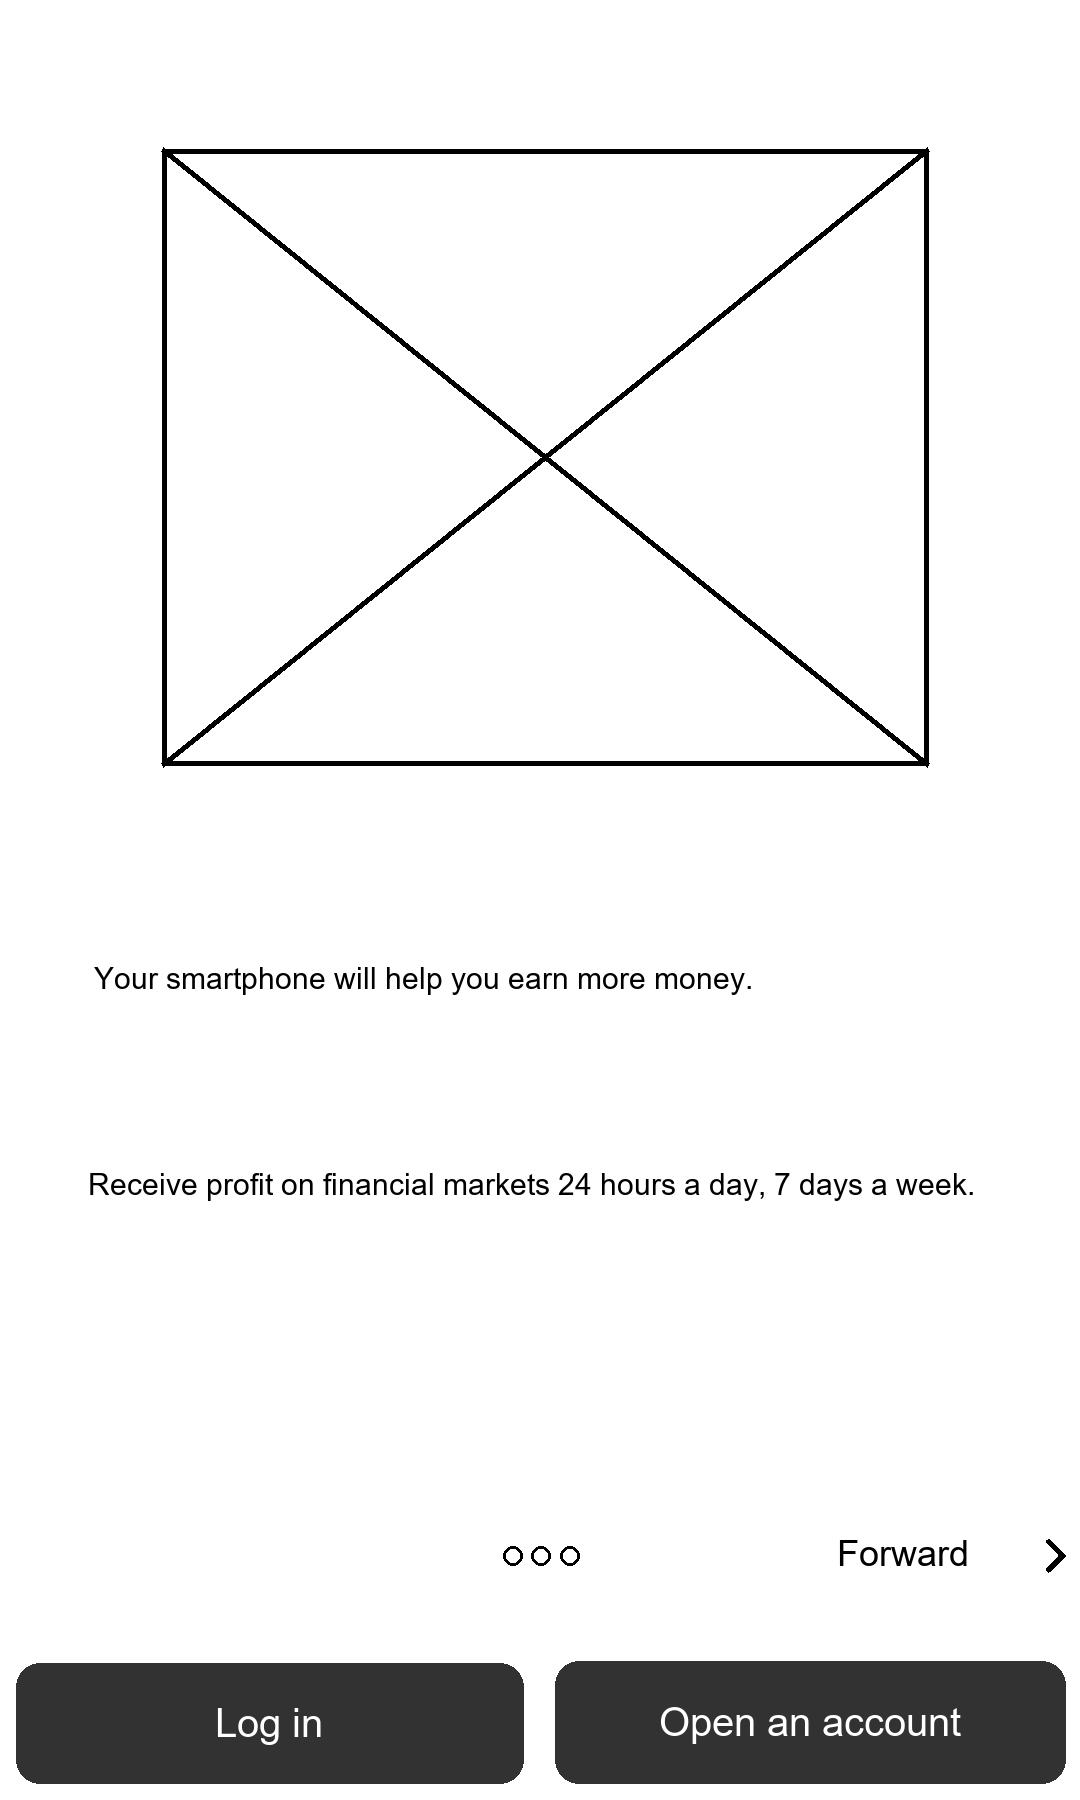 Your smartphone will help you earn more money.
Receive profit on financial markets 24 hours a day, 7 days a week.
Forward
Log in
Open an account